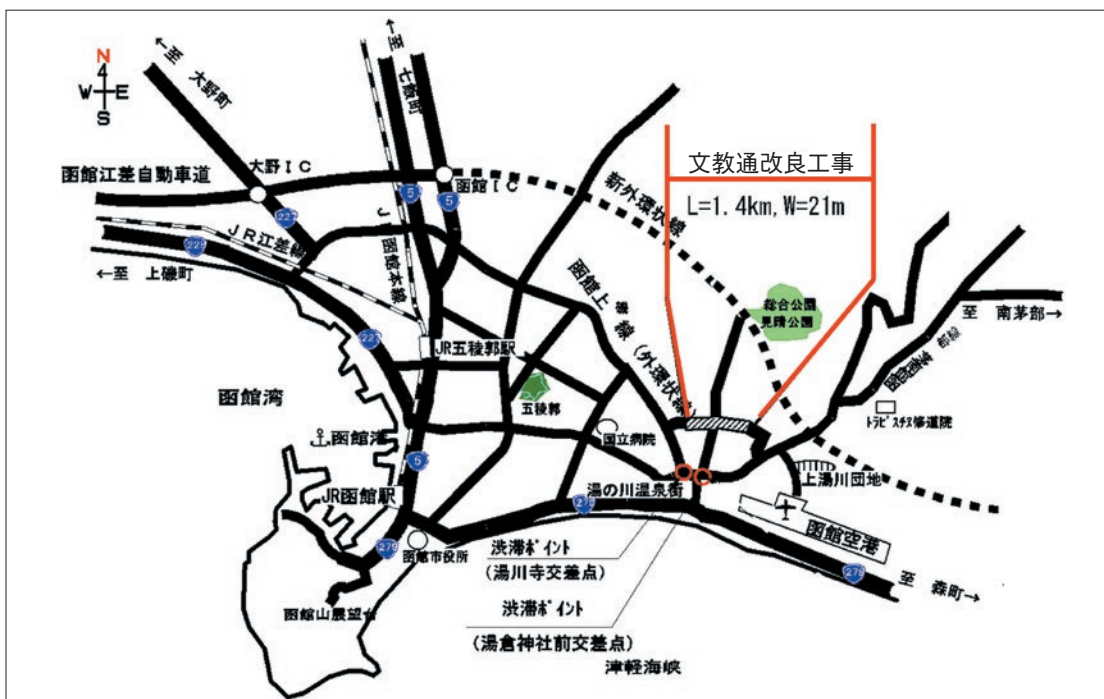 N
W E
S
←至 大野町
←至 七飯町
函館江差自動車道
大野IC
函館IC
5
5
227
228
JR江差線
JR函館本線
←至 上磯町
新外環状線
文教通改良工事
L=1.4km,W=21m
函館上磯線(外環状線)
総合公園
見晴公園
至 南茅部→
トラピスチヌ修道院
JR五稜郭駅
227
函館湾
五稜郭
国立病院
函館港
5
上湯川団地
湯の川温泉街
278
JR函館駅
函館空港
279
函館市役所
渋滞ポイント
(湯川寺交差点)
278
至 森町→
函館山展望台
渋滞ポイント
(湯倉神社前交差点)
津軽海峡